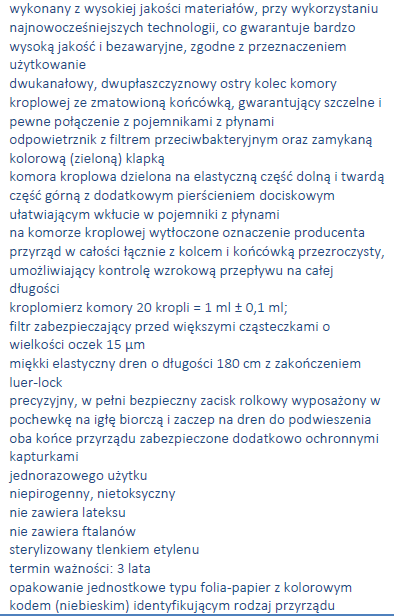 wykonany z wysokiej jakości materiałów, przy wykorzystaniu
najnowocześniejszych technologii, co gwarantuje bardzo
wysoką jakość i bezawaryjne, zgodne z przeznaczeniem
użytkowanie
dwukanałowy, dwupłaszczyznowy ostry kolec komory
kroplowej ze zmatowioną końcówką, gwarantujący szczelne i
pewne połączenie z pojemnikami z płynami
odpowietrznik z filtrem przeciwbakteryjnym oraz zamykaną
kolorową (zieloną) klapką
komora kroplowa dzielona na elastyczną część dolną i twardą
część górną z dodatkowym pierścieniem dociskowym
ułatwiającym wkłucie w pojemniki z płynami
na komorze kroplowej wytłoczone oznaczenie producenta
przyrząd w całości łącznie z kolcem i końcówką przezroczysty,
umożliwiający kontrolę wzrokową przepływu na całej
długości
kroplomierz komory 20 kropli = 1 ml ± 0,1 ml;
filtr zabezpieczający przed większymi cząsteczkami o
wielkości oczek 15 μm
miękki elastyczny dren o długości 180 cm z zakończeniem
luer-lock
precyzyjny, w pełni bezpieczny zacisk rolkowy wyposażony w
pochewkę na igłę biorczą i zaczep na dren do podwieszenia
oba końce przyrządu zabezpieczone dodatkowo ochronnymi
kapturkami
jednorazowego użytku
niepirogenny, nietoksyczny
nie zawiera lateksu
nie zawiera ftalanów
sterylizowany tlenkiem etylenu
termin ważności: 3 lata
opakowanie jednostkowe typu folia-papier z kolorowym
kodem (niebieskim) identyfikującym rodzaj przyrządu